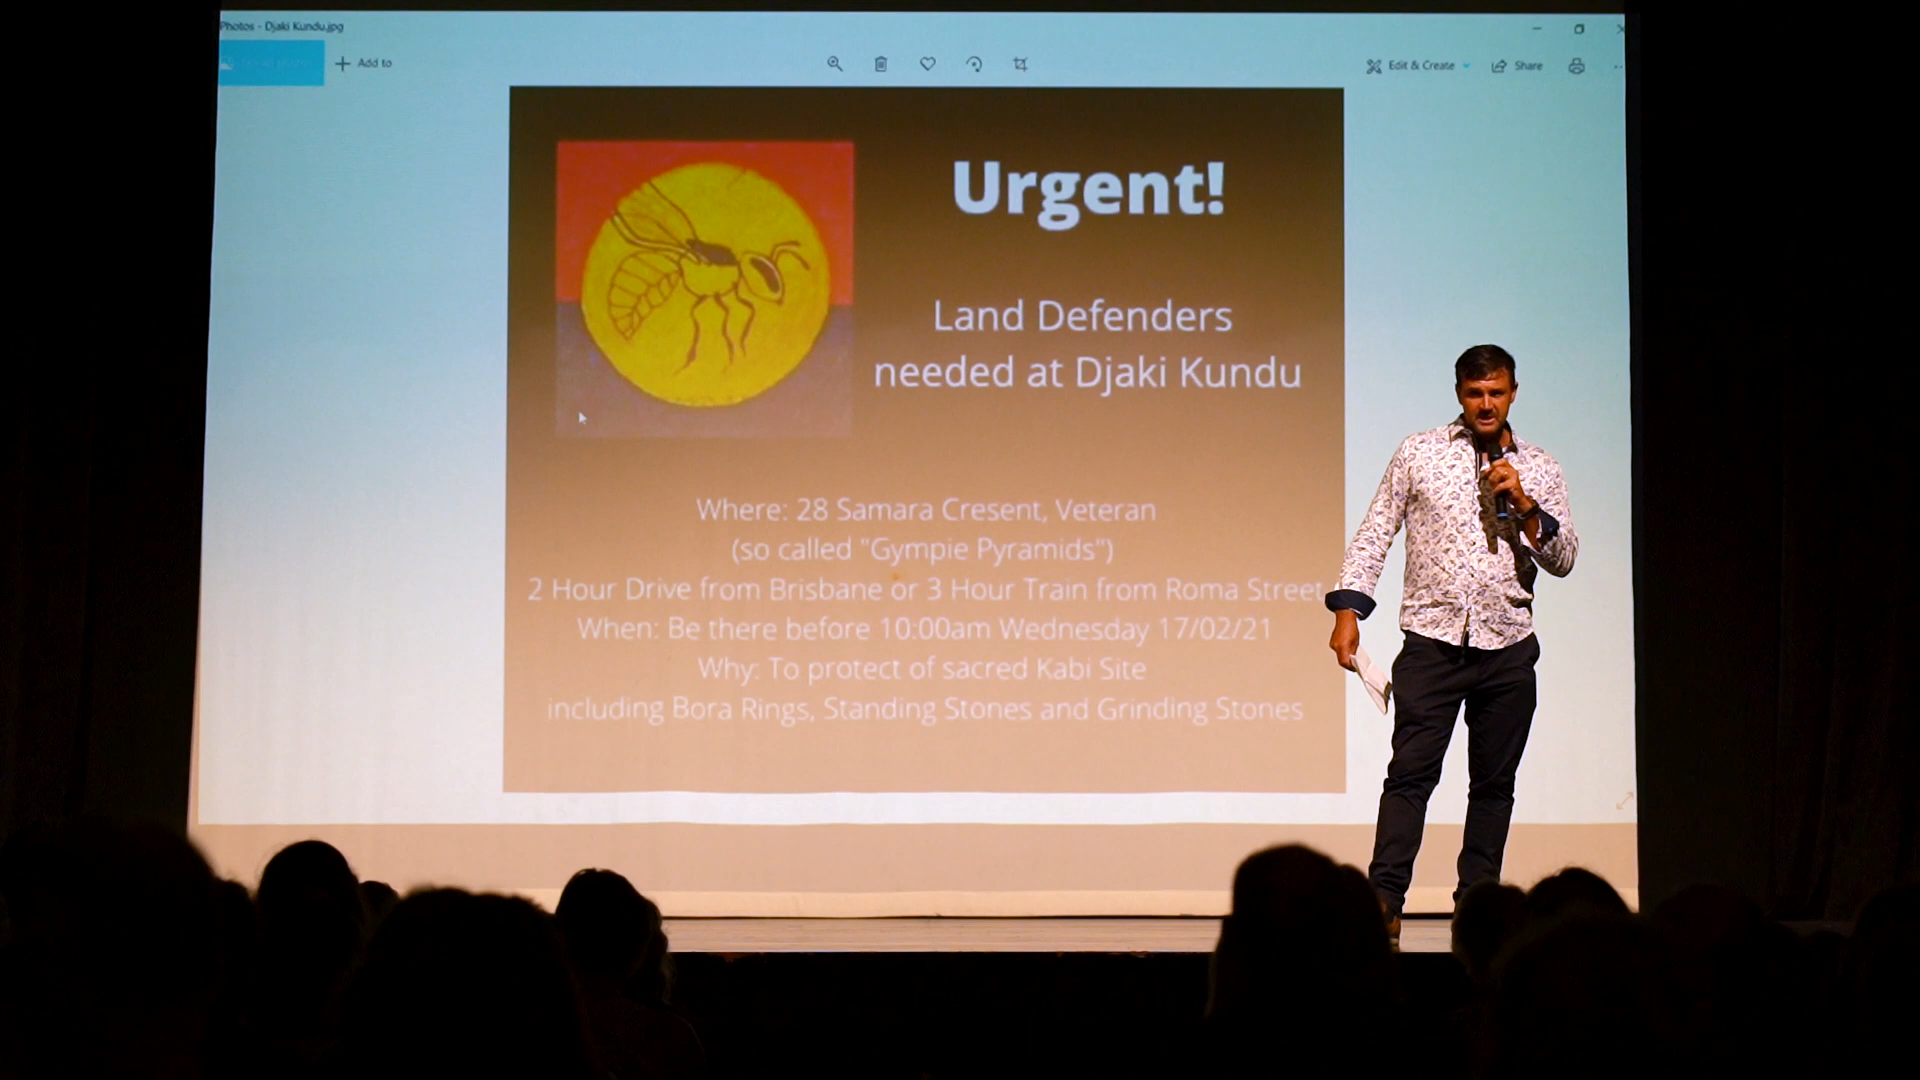 Photos - Djaki Kundu.jpg
Add to
Edit & Create
Share
Urgent!
Land Defenders
needed at Djaki Kundu
Where: 28 Samara Cresent, Veteran
(so called "Gympie Pyramids")
2 Hour Drive from Brisbane or 3 Hour Train from Roma Street
When: Be there before 10:00am Wednesday 17/02/21
Why: To protect of sacred Kabi Site
including Bora Rings, Standing Stones and Grinding Stones